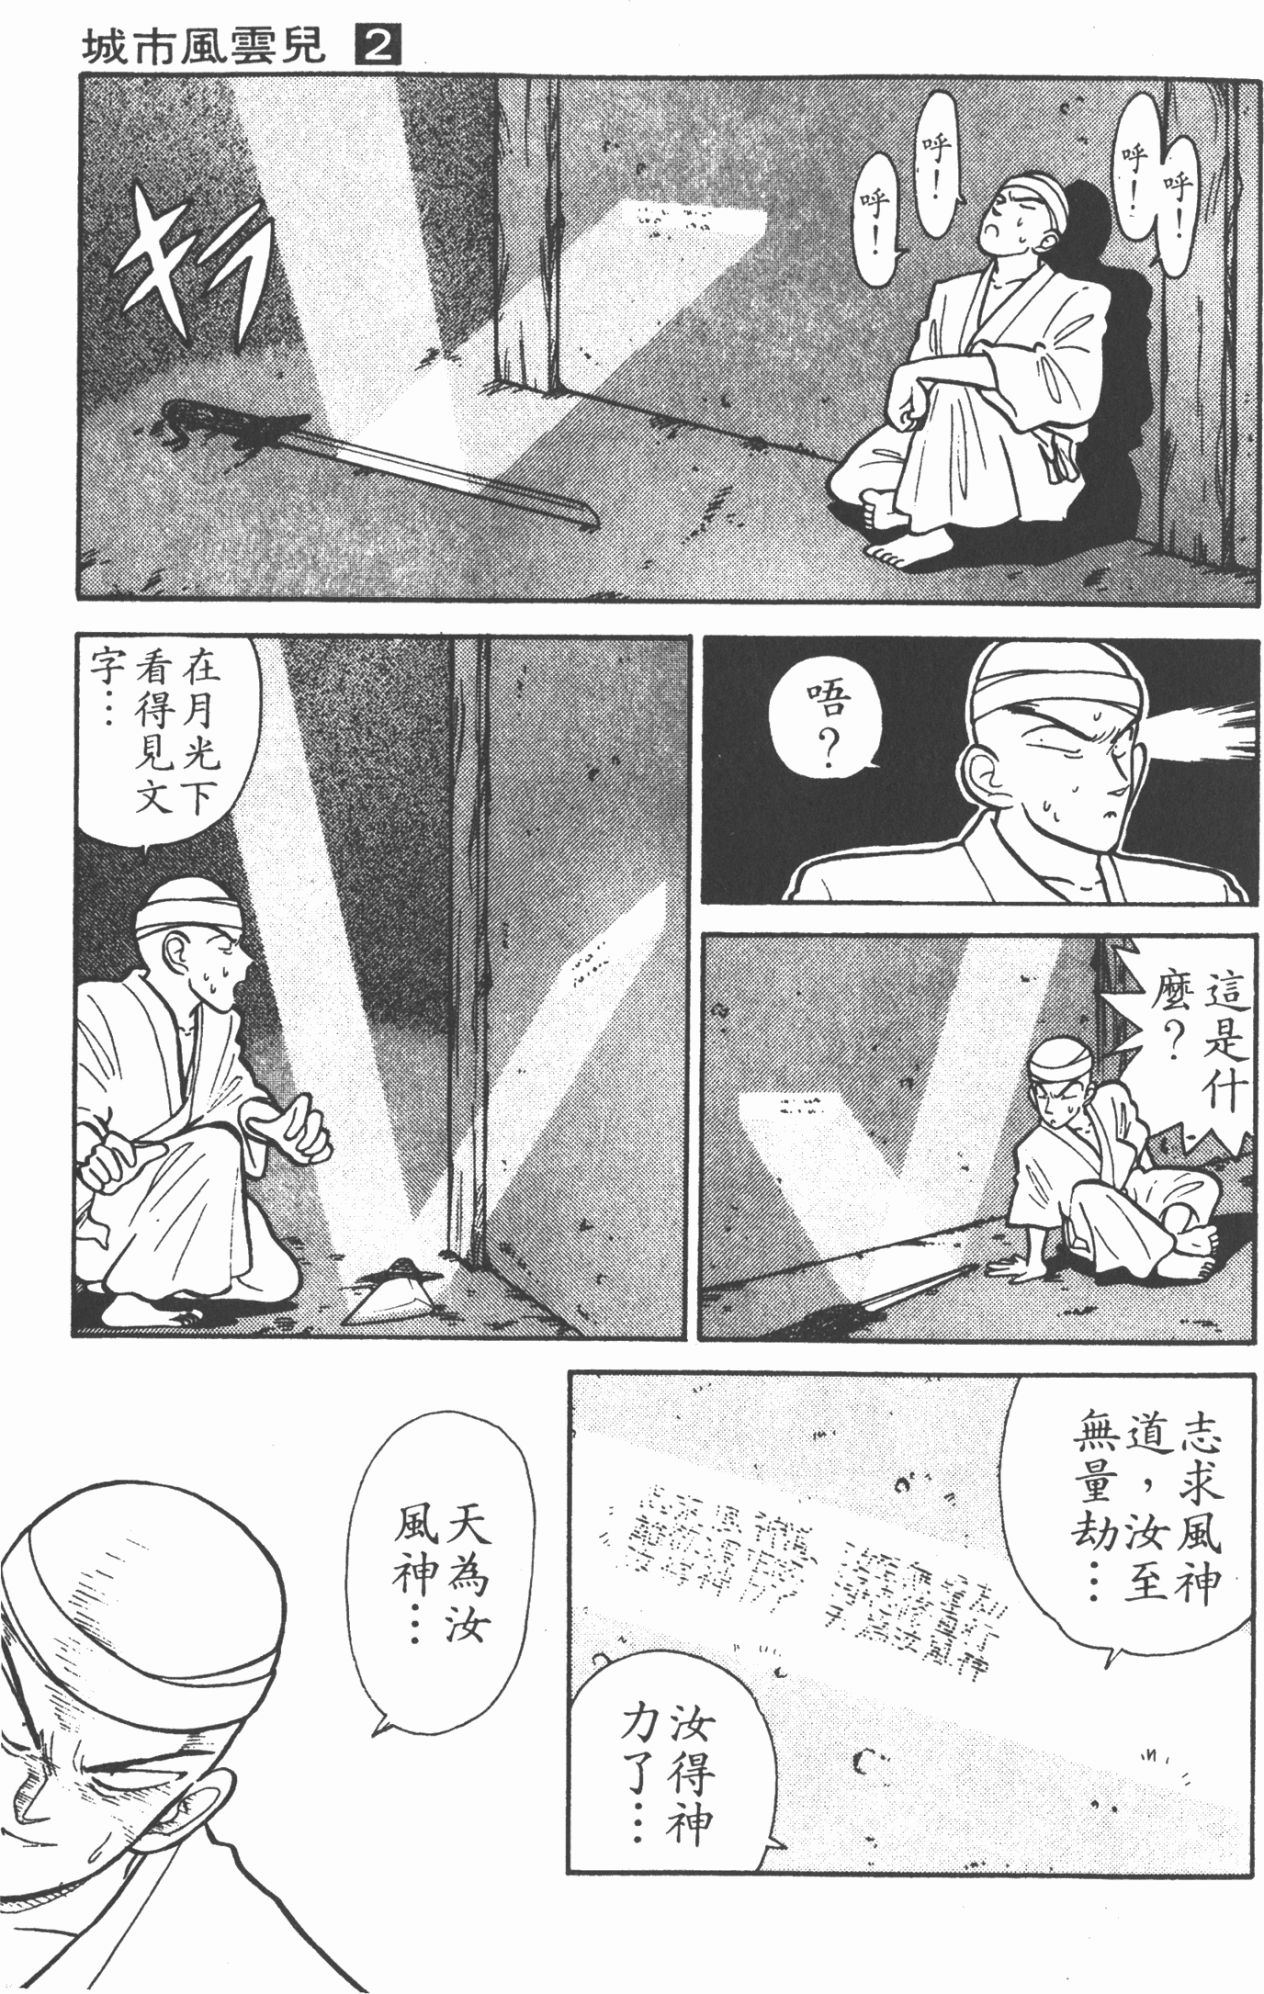 城市風雲兒 2
呼！
呼！
呼！
呼！
キラ
唔？
這是什
麼？
在月光下
看得見文
字…
志求風神
道，汝至
無量劫…
汝得神
力了…
天為汝
風神…